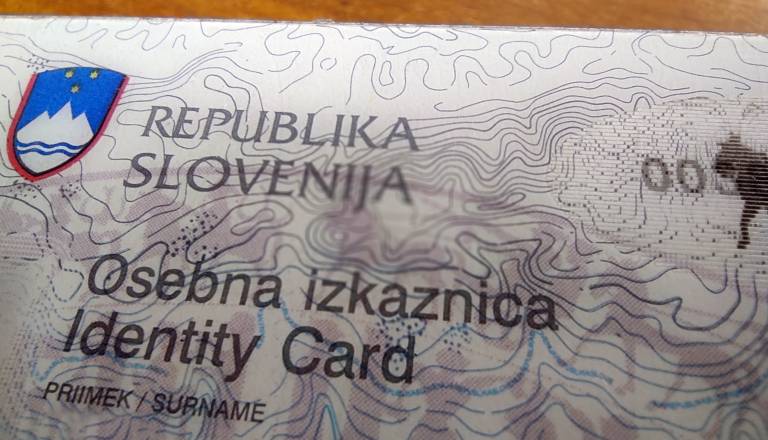 REPUBLIKA
SLOVENIJA
Osebna izkaznica
Identity Card
PRIIMEK / SURNAME